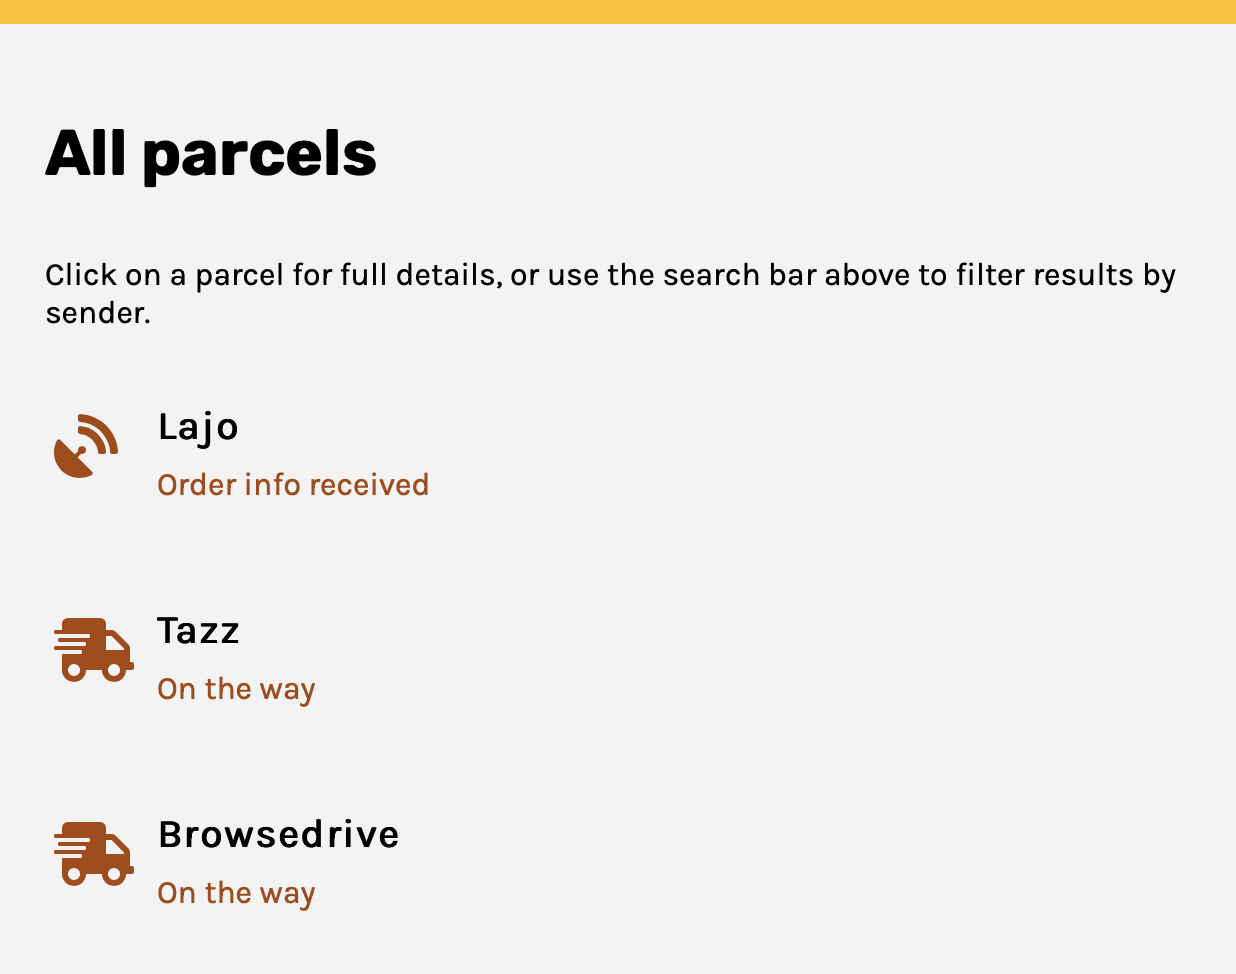 All parcels
Click on a parcel for full details, or use the search bar above to filter results by
sender.
Lajo
Order info received
Tazz
On the way
Browsedrive
On the way